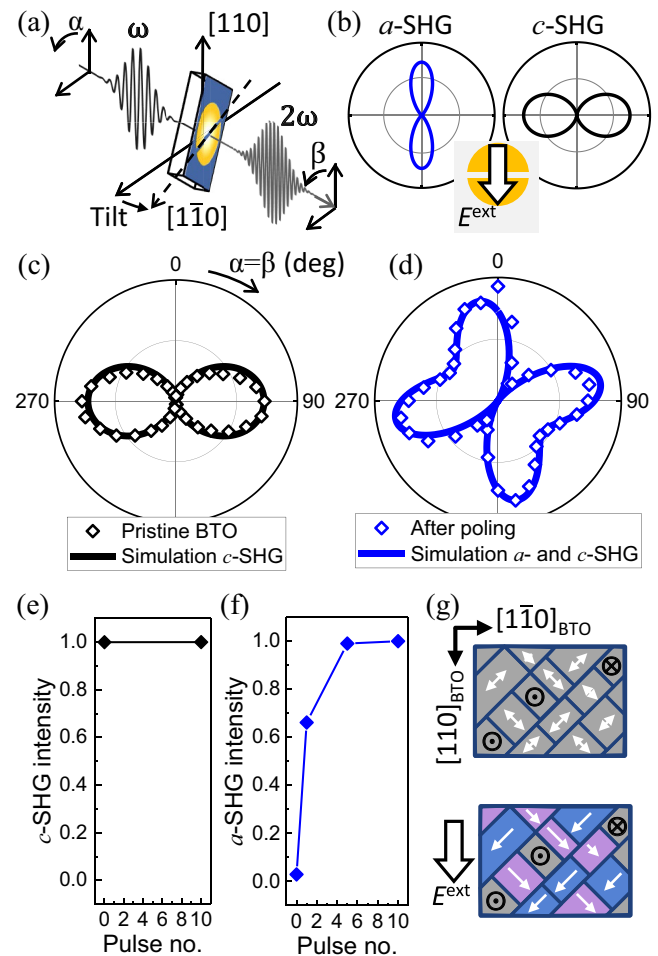 (a)
α
ω
[110]
2ω
β
Tilt
[11̅0]
(b)
a-SHG
c-SHG
E^ext
(c)
0
α=β (deg)
(d)
0
270
90
270
90
Pristine BTO
Simulation c-SHG
After poling
Simulation a- and c-SHG
(e)
c-SHG intensity
1.0
0.8
0.6
0.4
0.2
0.0
0 2 4 6 8 10
Pulse no.
(f)
a-SHG intensity
1.0
0.8
0.6
0.4
0.2
0.0
0 2 4 6 8 10
Pulse no.
(g)
[11̅0]BTO
[110]BTO
E^ext